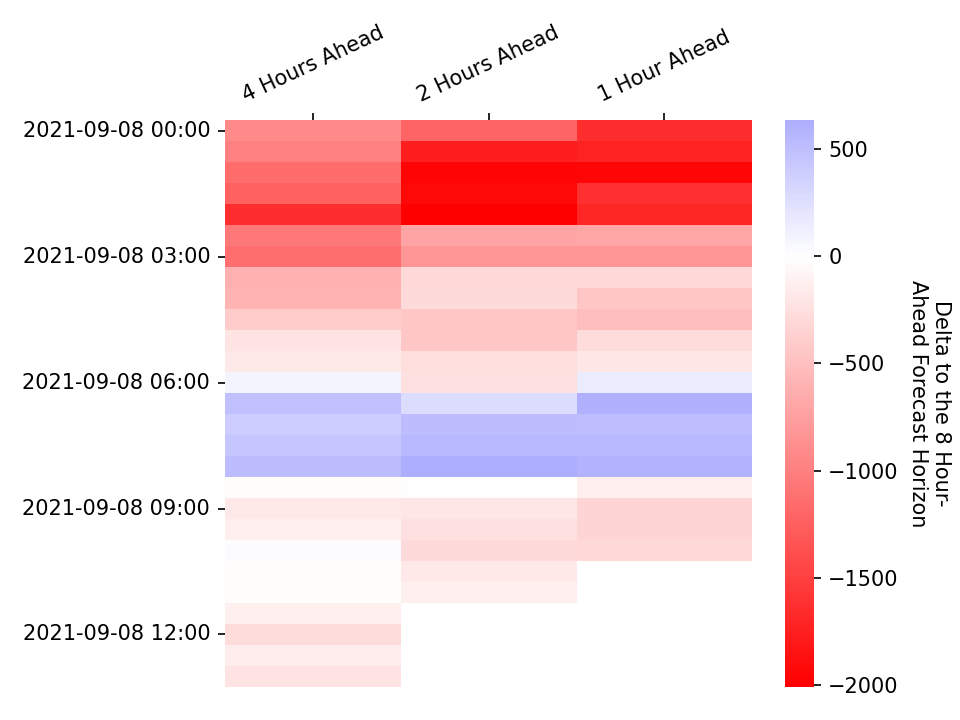 4 Hours Ahead
2 Hours Ahead
1 Hour Ahead
2021-09-08 00:00
2021-09-08 03:00
2021-09-08 06:00
2021-09-08 09:00
2021-09-08 12:00
500
0
−500
−1000
−1500
−2000
Delta to the 8 Hour-
Ahead Forecast Horizon